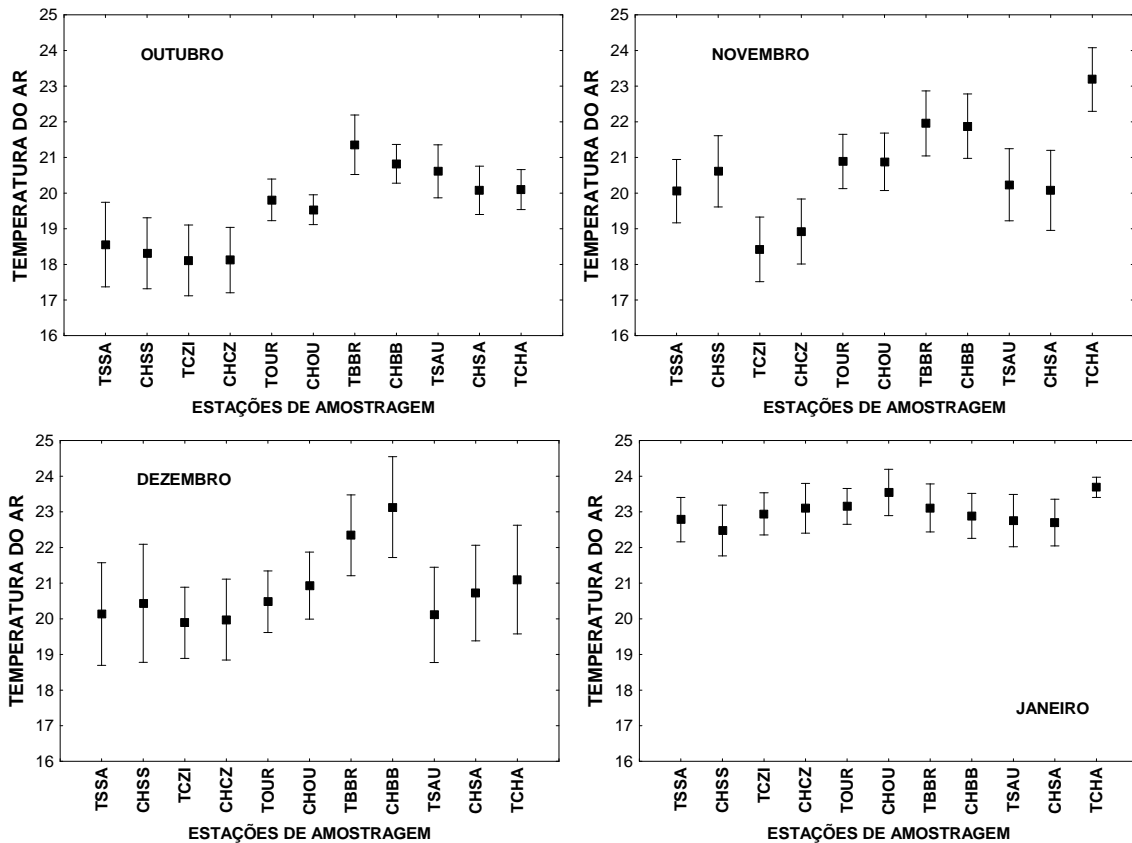 OUTUBRO
TEMPERATURA DO AR
25
24
23
22
21
20
19
18
17
16
TSSA
CHSS
TCZI
CHCZ
TOUR
CHOU
TBBR
CHBB
TSAU
CHSA
TCHA
ESTAÇÕES DE AMOSTRAGEM
NOVEMBRO
TEMPERATURA DO AR
25
24
23
22
21
20
19
18
17
16
TSSA
CHSS
TCZI
CHCZ
TOUR
CHOU
TBBR
CHBB
TSAU
CHSA
TCHA
ESTAÇÕES DE AMOSTRAGEM
DEZEMBRO
TEMPERATURA DO AR
25
24
23
22
21
20
19
18
17
16
TSSA
CHSS
TCZI
CHCZ
TOUR
CHOU
TBBR
CHBB
TSAU
CHSA
TCHA
ESTAÇÕES DE AMOSTRAGEM
JANEIRO
TEMPERATURA DO AR
25
24
23
22
21
20
19
18
17
16
TSSA
CHSS
TCZI
CHCZ
TOUR
CHOU
TBBR
CHBB
TSAU
CHSA
TCHA
ESTAÇÕES DE AMOSTRAGEM